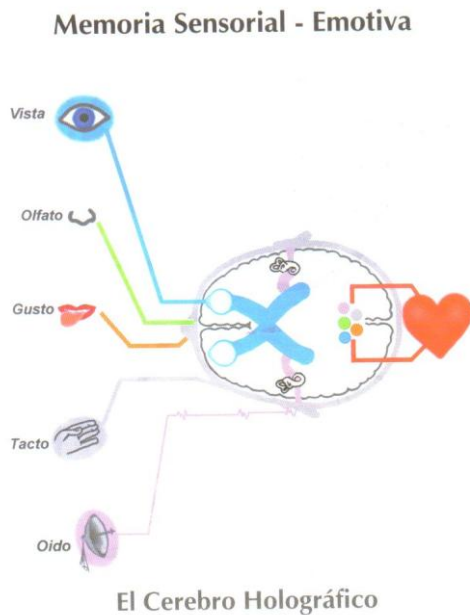 Memoria Sensorial - Emotiva
Vista
Olfato
Gusto
Tacto
Oido
El Cerebro Holográfico